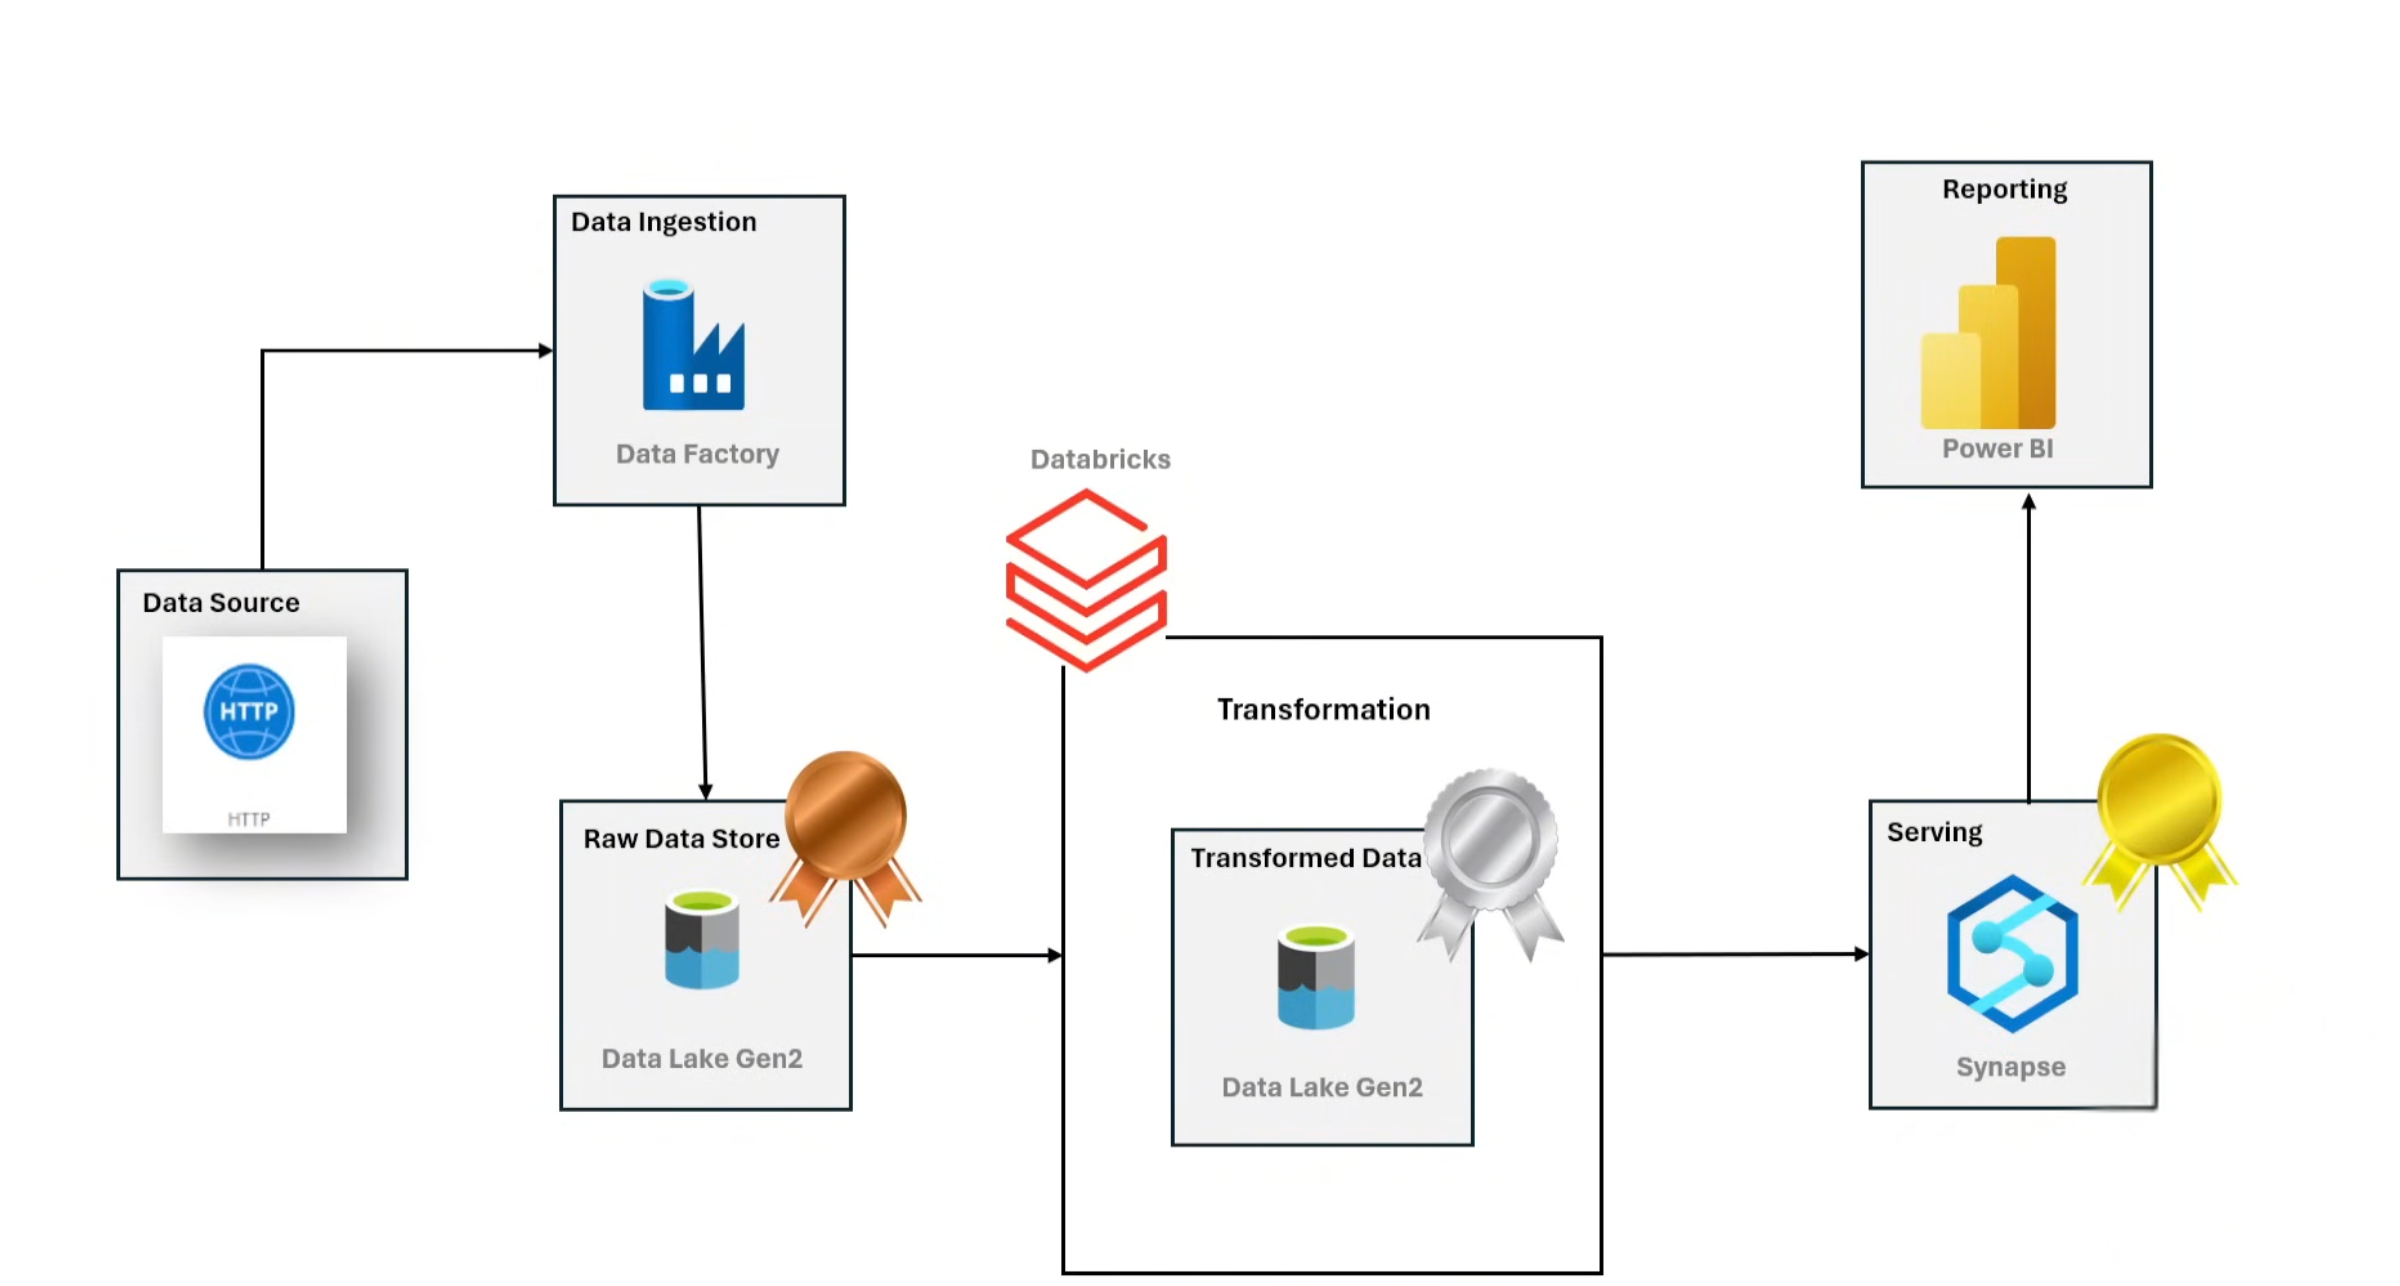 Data Source
HTTP
HTTP
Data Ingestion
Data Factory
Raw Data Store
Data Lake Gen2
Databricks
Transformation
Transformed Data
Data Lake Gen2
Serving
Synapse
Reporting
Power BI